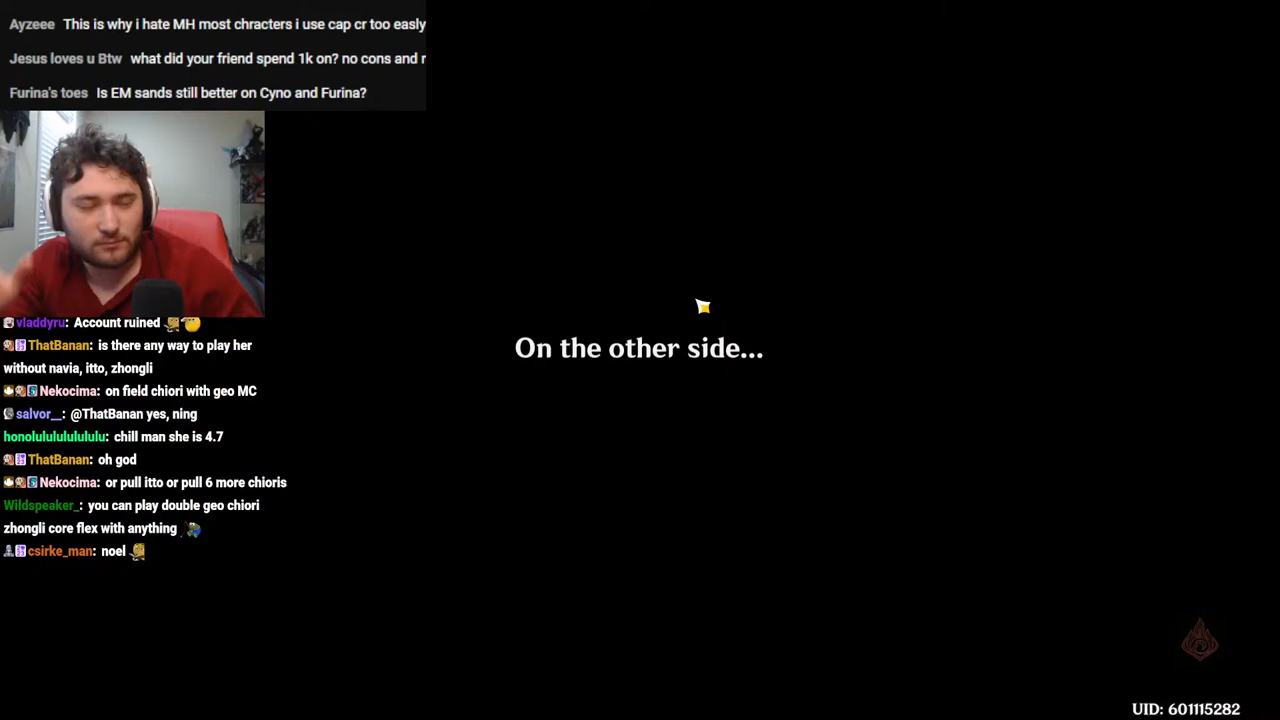 Ayzeee This is why i hate MH most chracters i use cap cr too easly
Jesus loves u Btw what did your friend spend 1k on? no cons and r
Furina's toes Is EM sands still better on Cyno and Furina?
vladdyru: Account ruined
ThatBanan: is there any way to play her
without navia, itto, zhongli
Nekocima: on field chiori with geo MC
salvor__: @ThatBanan yes, ning
honolulululululu: chill man she is 4.7
ThatBanan: oh god
Nekocima: or pull itto or pull 6 more chioris
Wildspeaker_: you can play double geo chiori
zhongli core flex with anything
csirke_man: noel
On the other side...
UID: 601115282